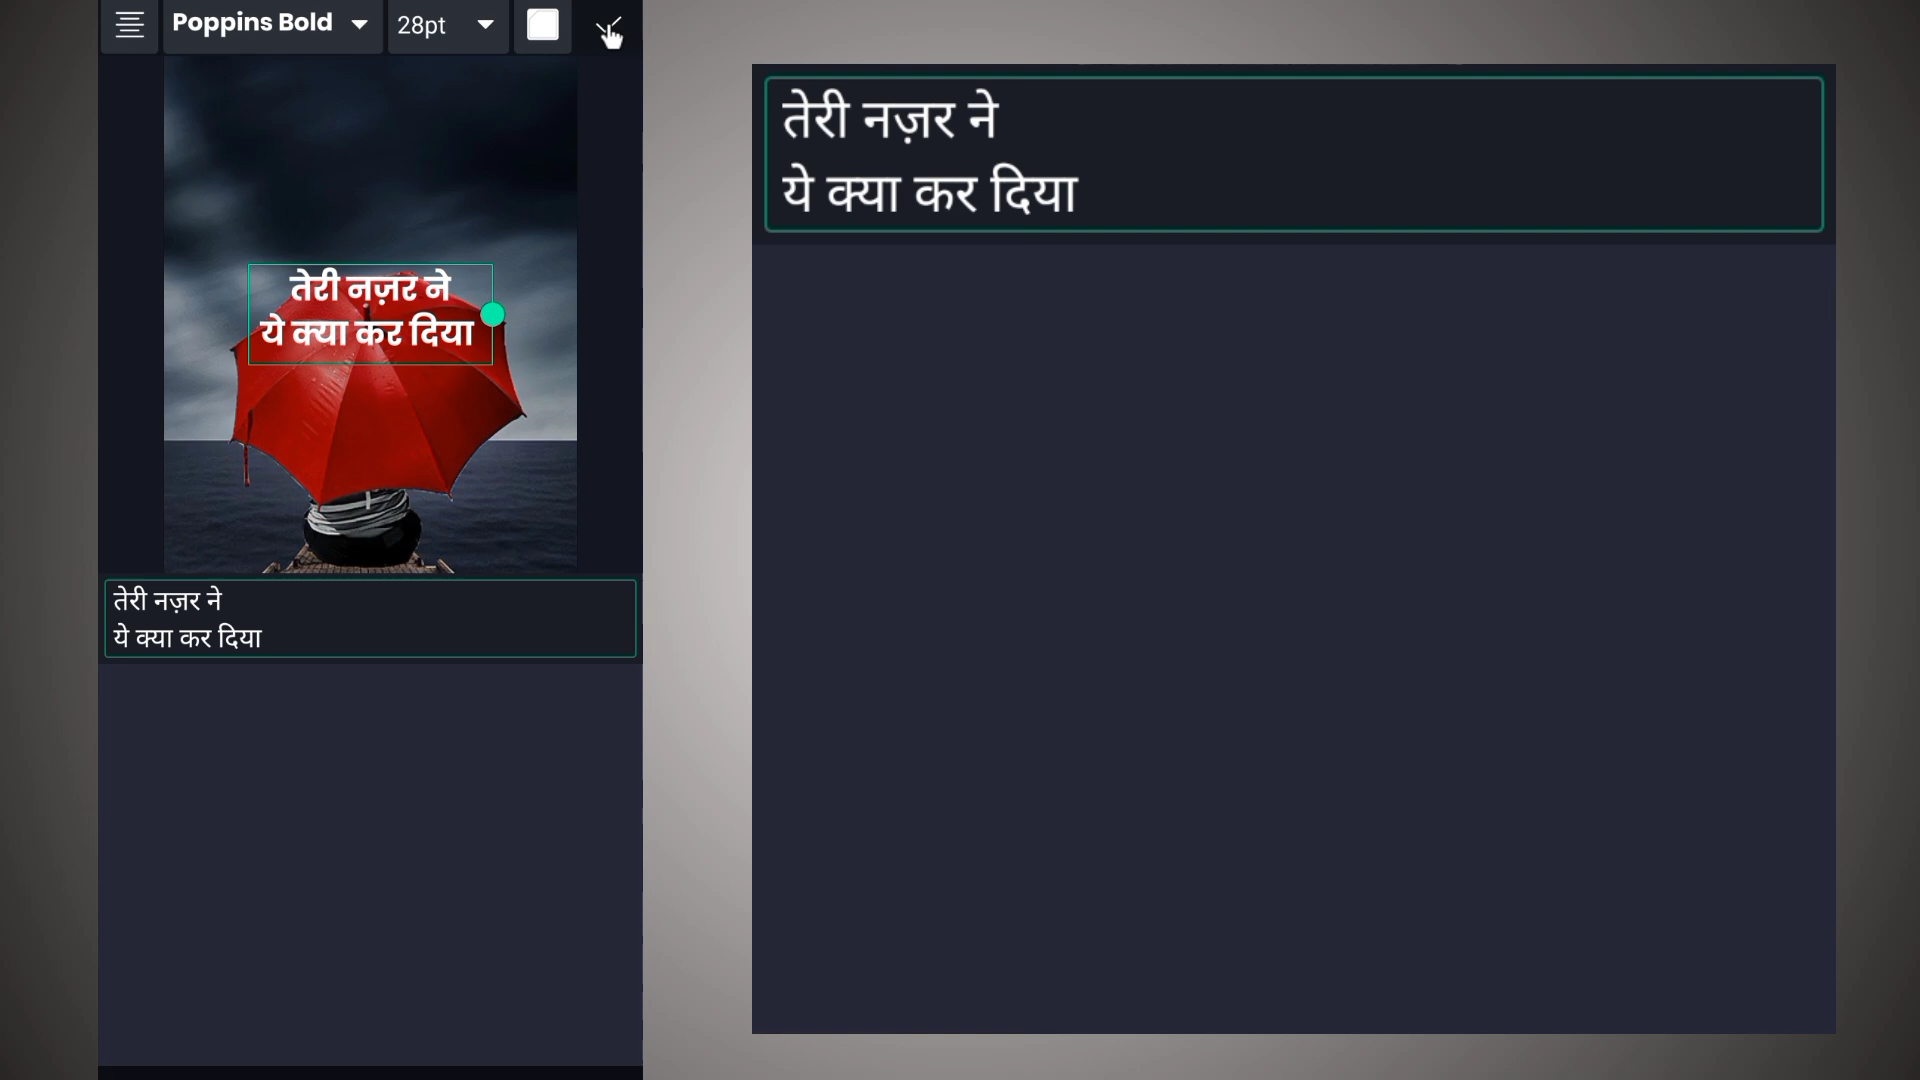 Poppins Bold 28pt
तेरी नज़र ने
ये क्या कर दिया
तेरी नज़र ने
ये क्या कर दिया
तेरी नज़र ने
ये क्या कर दिया